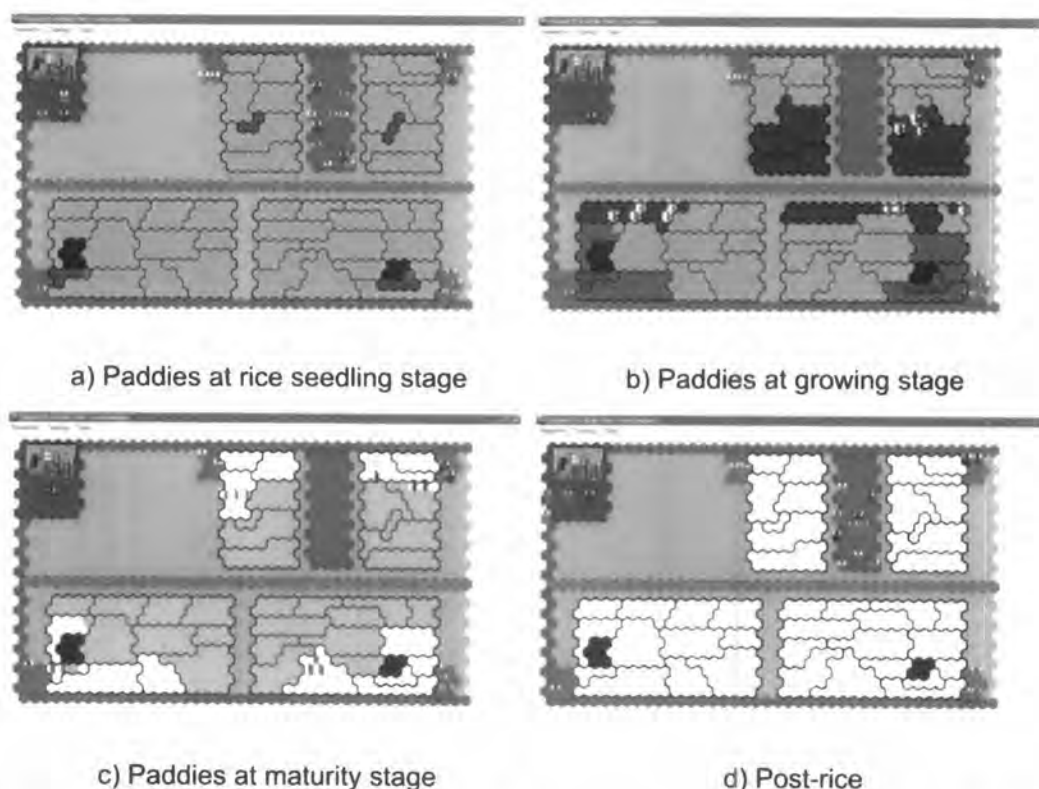 a) Paddies at rice seedling stage
b) Paddies at growing stage
c) Paddies at maturity stage
d) Post-rice